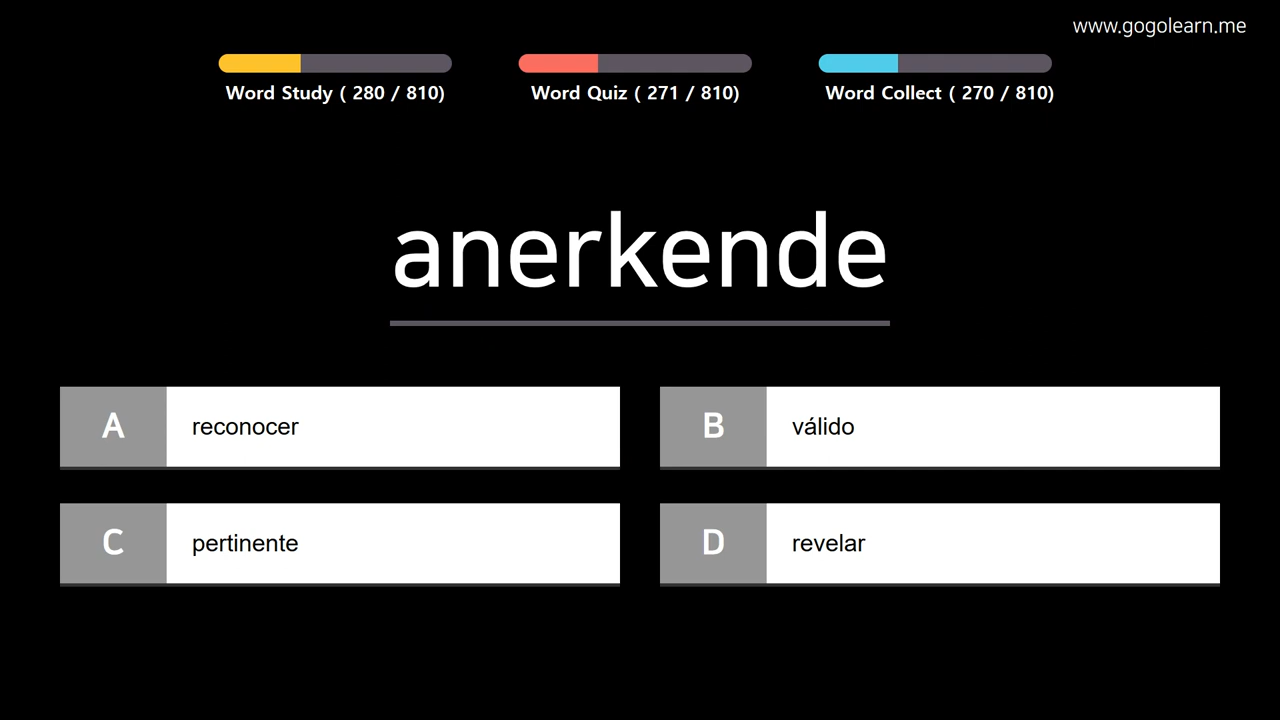 www.gogolearn.me
Word Study ( 280 / 810)
Word Quiz ( 271 / 810)
Word Collect ( 270 / 810)
anerkende
A reconocer
B válido
C pertinente
D revelar